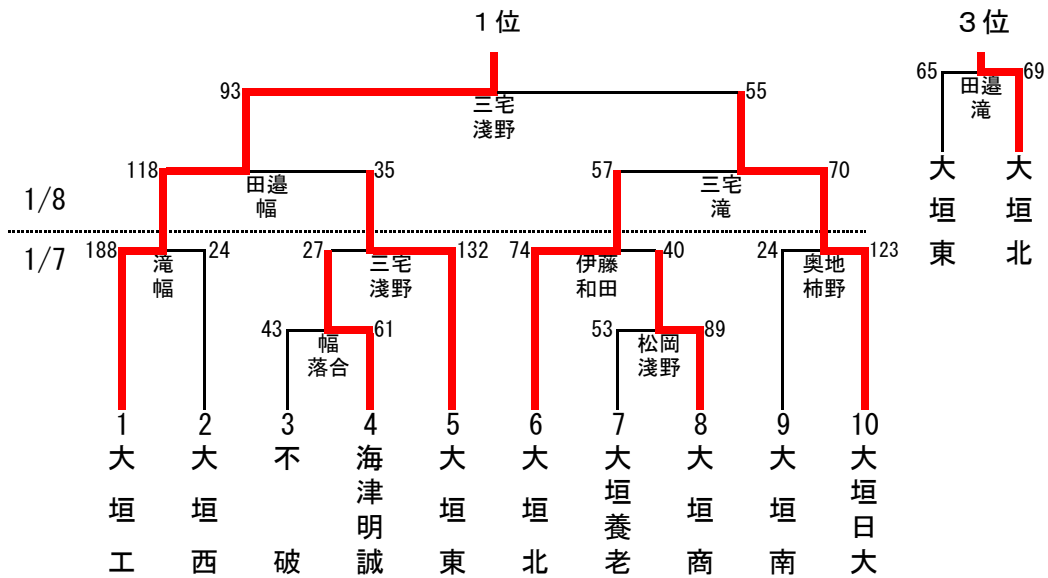 1位
3位
93
三宅
淺野
55
65
田邉
滝
69
大垣東
大垣北
118
田邉
幅
35
57
三宅
滝
70
1/8
1/7
188
滝
幅
24
27
三宅
淺野
132
74
伊藤
和田
40
24
奥地
柿野
123
43
幅
落合
61
53
松岡
淺野
89
1
2
3
4
5
6
7
8
9
10
大垣工
大垣西
不破
海津明誠
大垣東
大垣北
大垣養老
大垣商
大垣南
大垣日大